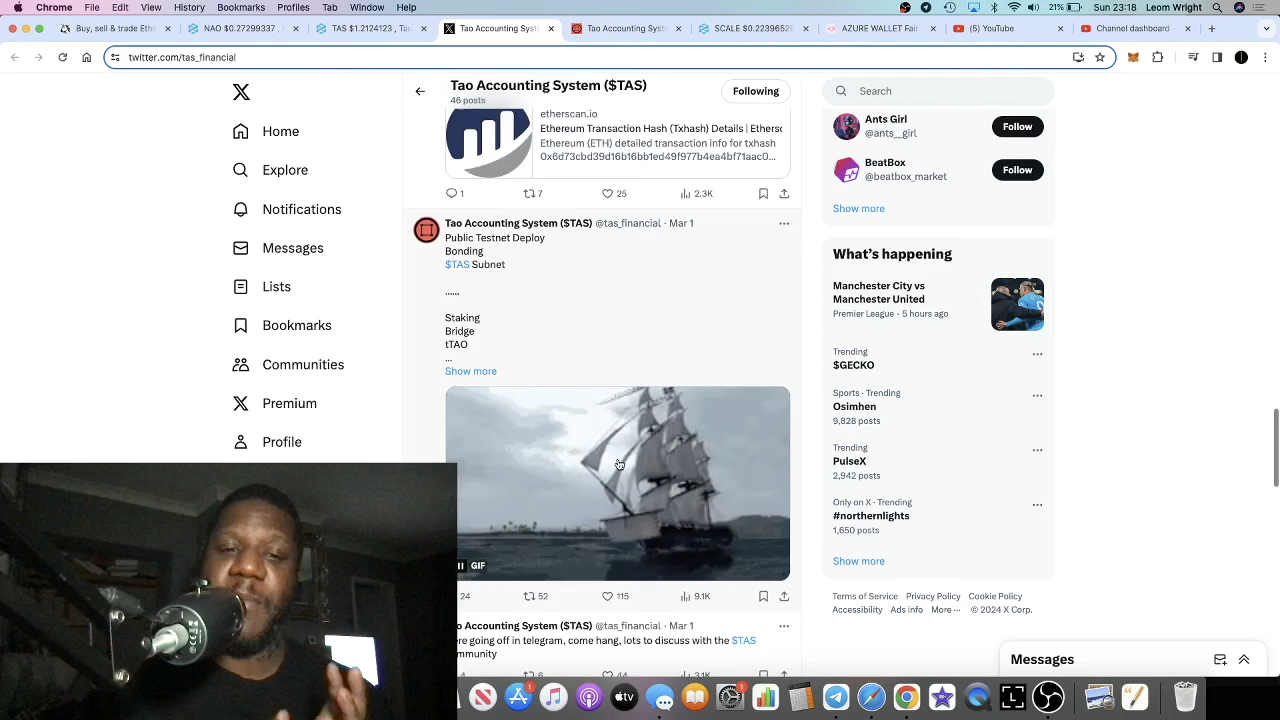 Chrome File Edit View History Bookmarks Profiles Tab Window Help
21% Sun 23:18 Leom Wright
Buy, sell & trade Ethe
NAO $0.27299337 ,
TAS $1.2124123 , Tao
Tao Accounting Syst
Tao Accounting Syst
SCALE $0.2239652
AZURE WALLET Fair
(5) YouTube
Channel dashboard -
twitter.com/tas_financial
Home
Explore
Notifications
Messages
Lists
Bookmarks
Communities
Premium
Profile
Tao Accounting System ($TAS)
46 posts
Following
etherscan.io
Ethereum Transaction Hash (Txhash) Details | Ethersc
Ethereum (ETH) detailed transaction info for txhash
0x6d73cbd39d16b16bb1ed49f977b4ea4bf71aac0...
1 7 25 2.3K
Tao Accounting System ($TAS) @tas_financial · Mar 1
Public Testnet Deploy
Bonding
$TAS Subnet
......
Staking
Bridge
tTAO
...
Show more
GIF
24 52 115 9.1K
o Accounting System ($TAS) @tas_financial · Mar 1
ere going off in telegram, come hang, lots to discuss with the $TAS
mmunity
Search
Ants Girl
@ants__girl
Follow
BeatBox
@beatbox_market
Follow
Show more
What's happening
Manchester City vs
Manchester United
Premier League · 5 hours ago
Trending
$GECKO
Sports · Trending
Osimhen
9,828 posts
Trending
PulseX
2,942 posts
Only on X · Trending
#northernlights
1,650 posts
Show more
Terms of Service Privacy Policy Cookie Policy
Accessibility Ads info More ··· © 2024 X Corp.
Messages